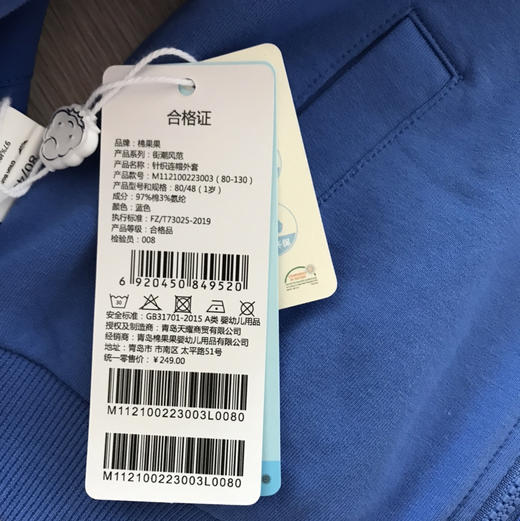 合格证
品牌：棉果果
产品系列：街潮风范
产品名称：针织连帽外套
产品款号：M112100223003（80-130）
产品型号和规格：80/48（1岁）
成分：97%棉3%氨纶
颜色：蓝色
执行标准：FZ/T73025-2019
产品等级：合格品
检验员：008
6 920450 849520
30
安全标准：GB31701-2015 A类 婴幼儿用品
授权及制造商：青岛天耀商贸有限公司
经销商：青岛棉果果婴幼儿用品
地址：青岛市 市南区 太平路51号
统一零售价：¥249.00
M112100223003L0080
M112100223003L0080